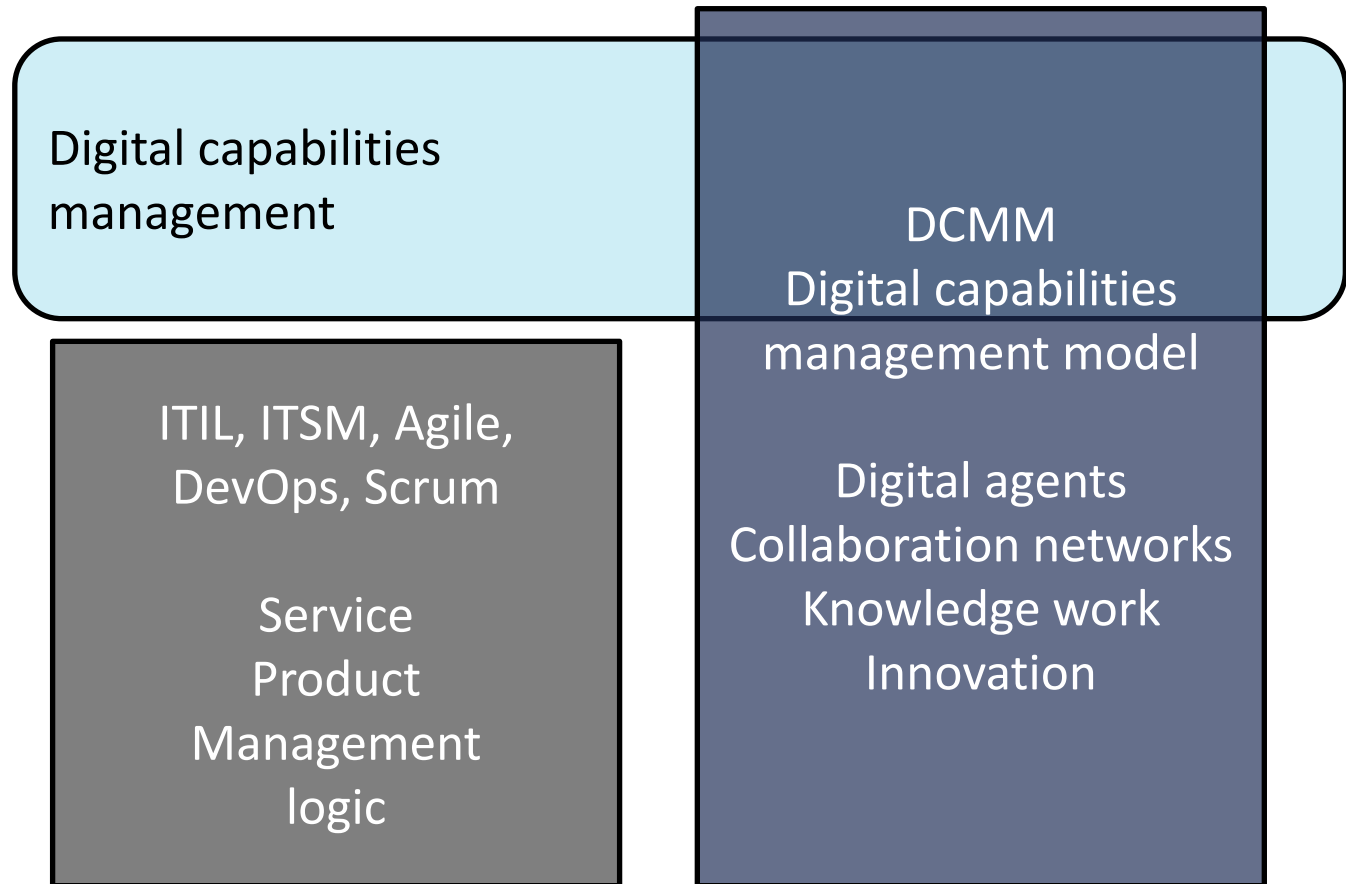 Digital capabilities
management
DCMM
Digital capabilities
management model
Digital agents
Collaboration networks
Knowledge work
Innovation
ITIL, ITSM, Agile,
DevOps, Scrum
Service
Product
Management
logic